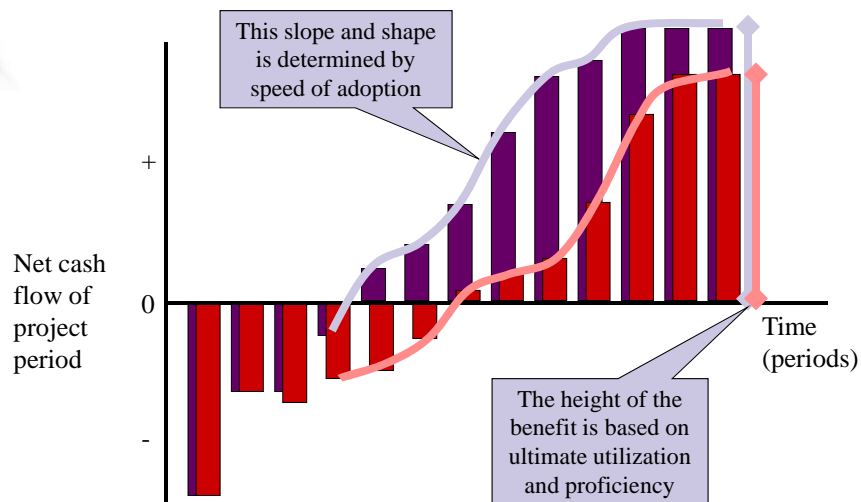 This slope and shape
is determined by
speed of adoption
+
Net cash
flow of
project
period
0
Time
(periods)
-
The height of the
benefit is based on
ultimate utilization
and proficiency